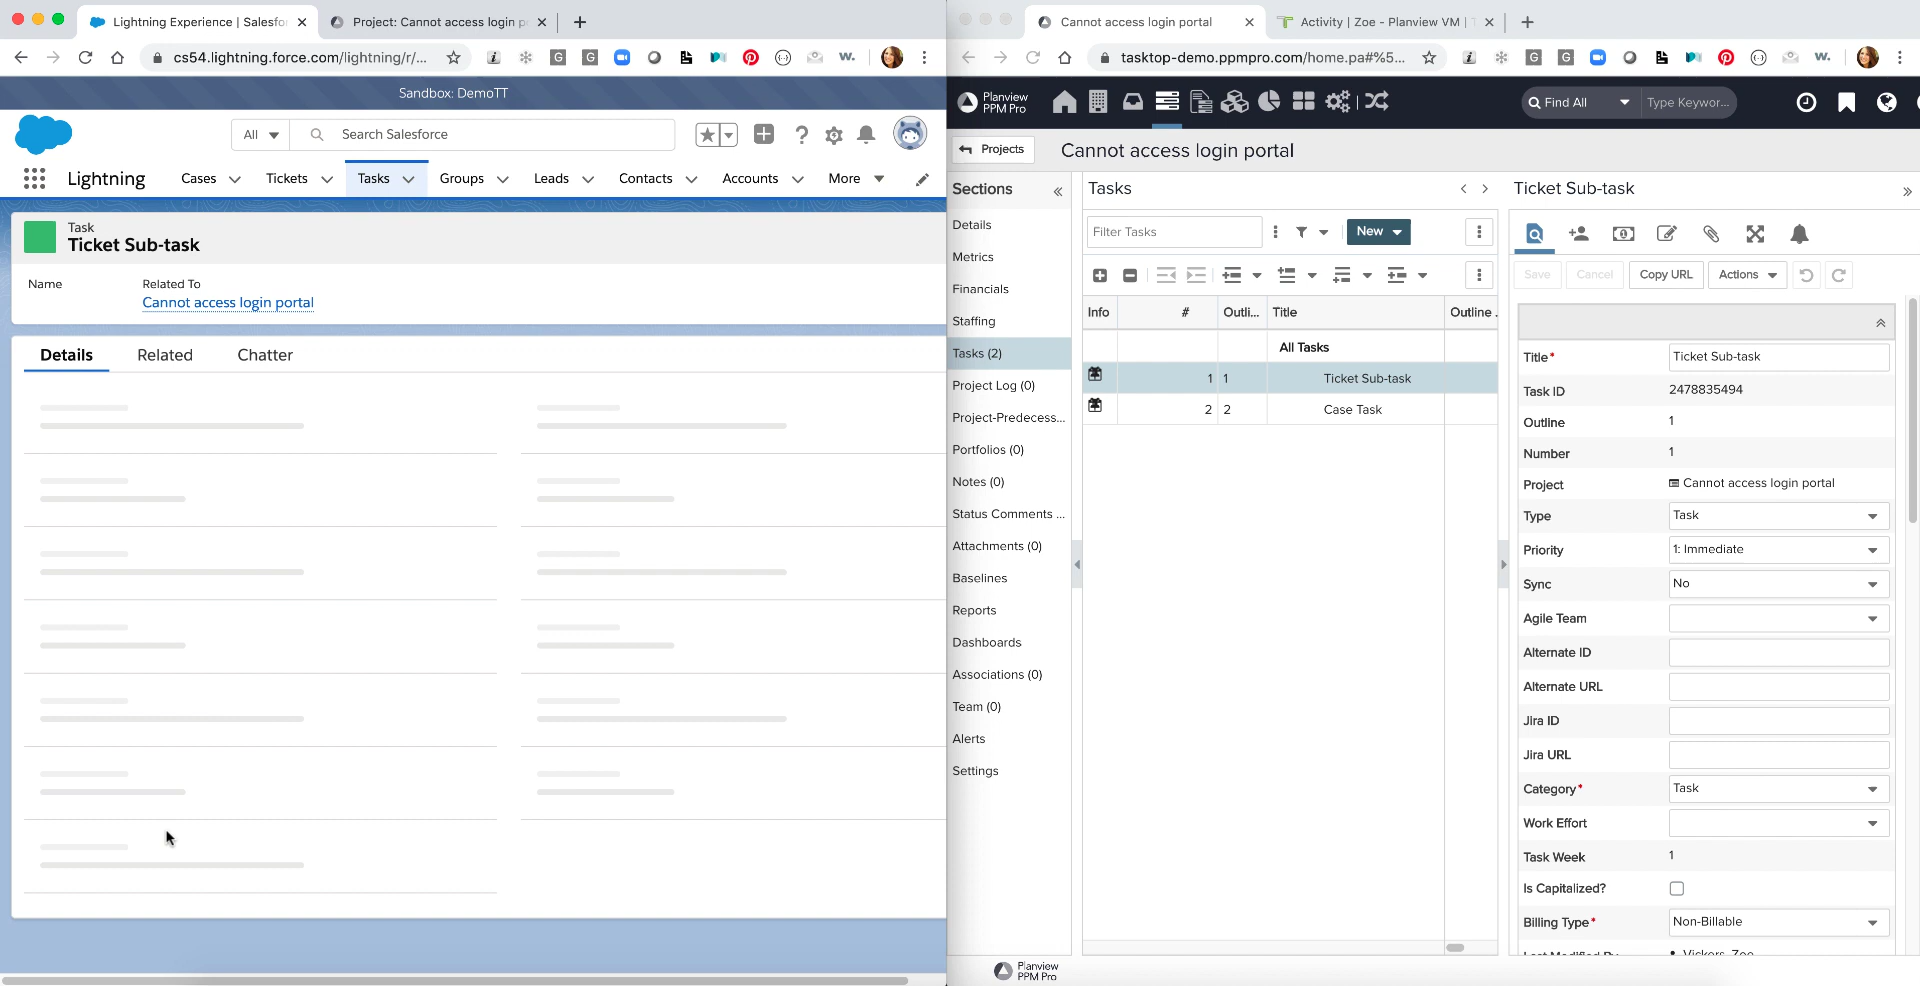 Lightning Experience | Salesfo
Project: Cannot access login p
cs54.lightning.force.com/lightning/r/...
Sandbox: DemoTT
All
Search Salesforce
Lightning
Cases
Tickets
Tasks
Groups
Leads
Contacts
Accounts
More
Task
Ticket Sub-task
Name
Related To
Cannot access login portal
Details
Related
Chatter
Cannot access login portal
Activity | Zoe - Planview VM |
tasktop-demo.ppmpro.com/home.pa#%5...
Planview
PPM Pro
Find All
Type Keywor...
Projects
Cannot access login portal
Sections
Details
Metrics
Financials
Staffing
Tasks (2)
Project Log (0)
Project-Predecess...
Portfolios (0)
Notes (0)
Status Comments ...
Attachments (0)
Baselines
Reports
Dashboards
Associations (0)
Team (0)
Alerts
Settings
Tasks
Filter Tasks
New
Info # Outli... Title Outline .
All Tasks
1 1 Ticket Sub-task
2 2 Case Task
Ticket Sub-task
Save Cancel Copy URL Actions
Title* Ticket Sub-task
Task ID 2478835494
Outline 1
Number 1
Project Cannot access login portal
Type Task
Priority 1: Immediate
Sync No
Agile Team
Alternate ID
Alternate URL
Jira ID
Jira URL
Category* Task
Work Effort
Task Week 1
Is Capitalized?
Billing Type* Non-Billable
Last Modified By Vickers, Zoe
Planview
PPM Pro